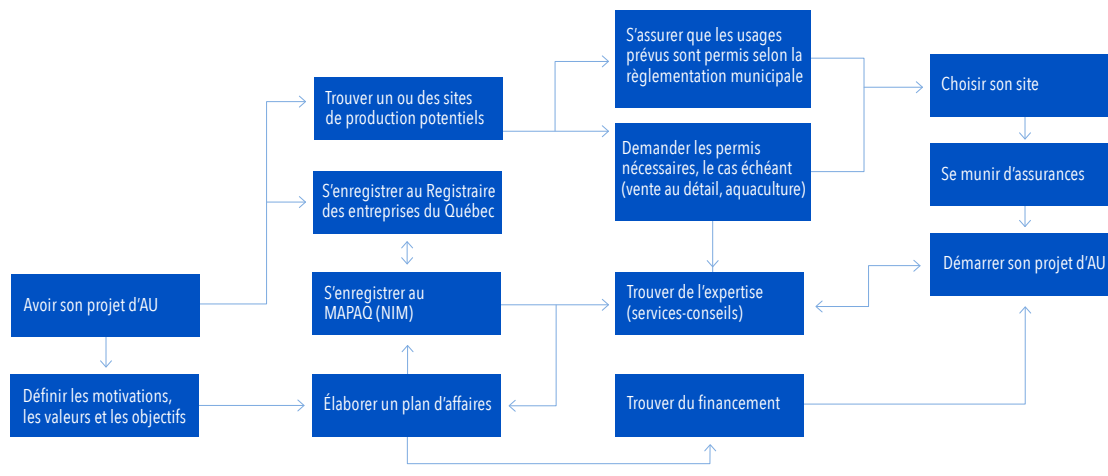 S'assurer que les usages
prévus sont permis selon la
règlementation municipale
Trouver un ou des sites
de production potentiels
Choisir son site
Demander les permis
nécessaires, le cas échéant
(vente au détail, aquaculture)
Se munir d'assurances
S'enregistrer au Registraire
des entreprises du Québec
Démarrer son projet d'AU
Avoir son projet d'AU
S'enregistrer au
MAPAQ (NIM)
Trouver de l'expertise
(services-conseils)
Définir les motivations,
les valeurs et les objectifs
Élaborer un plan d'affaires
Trouver du financement